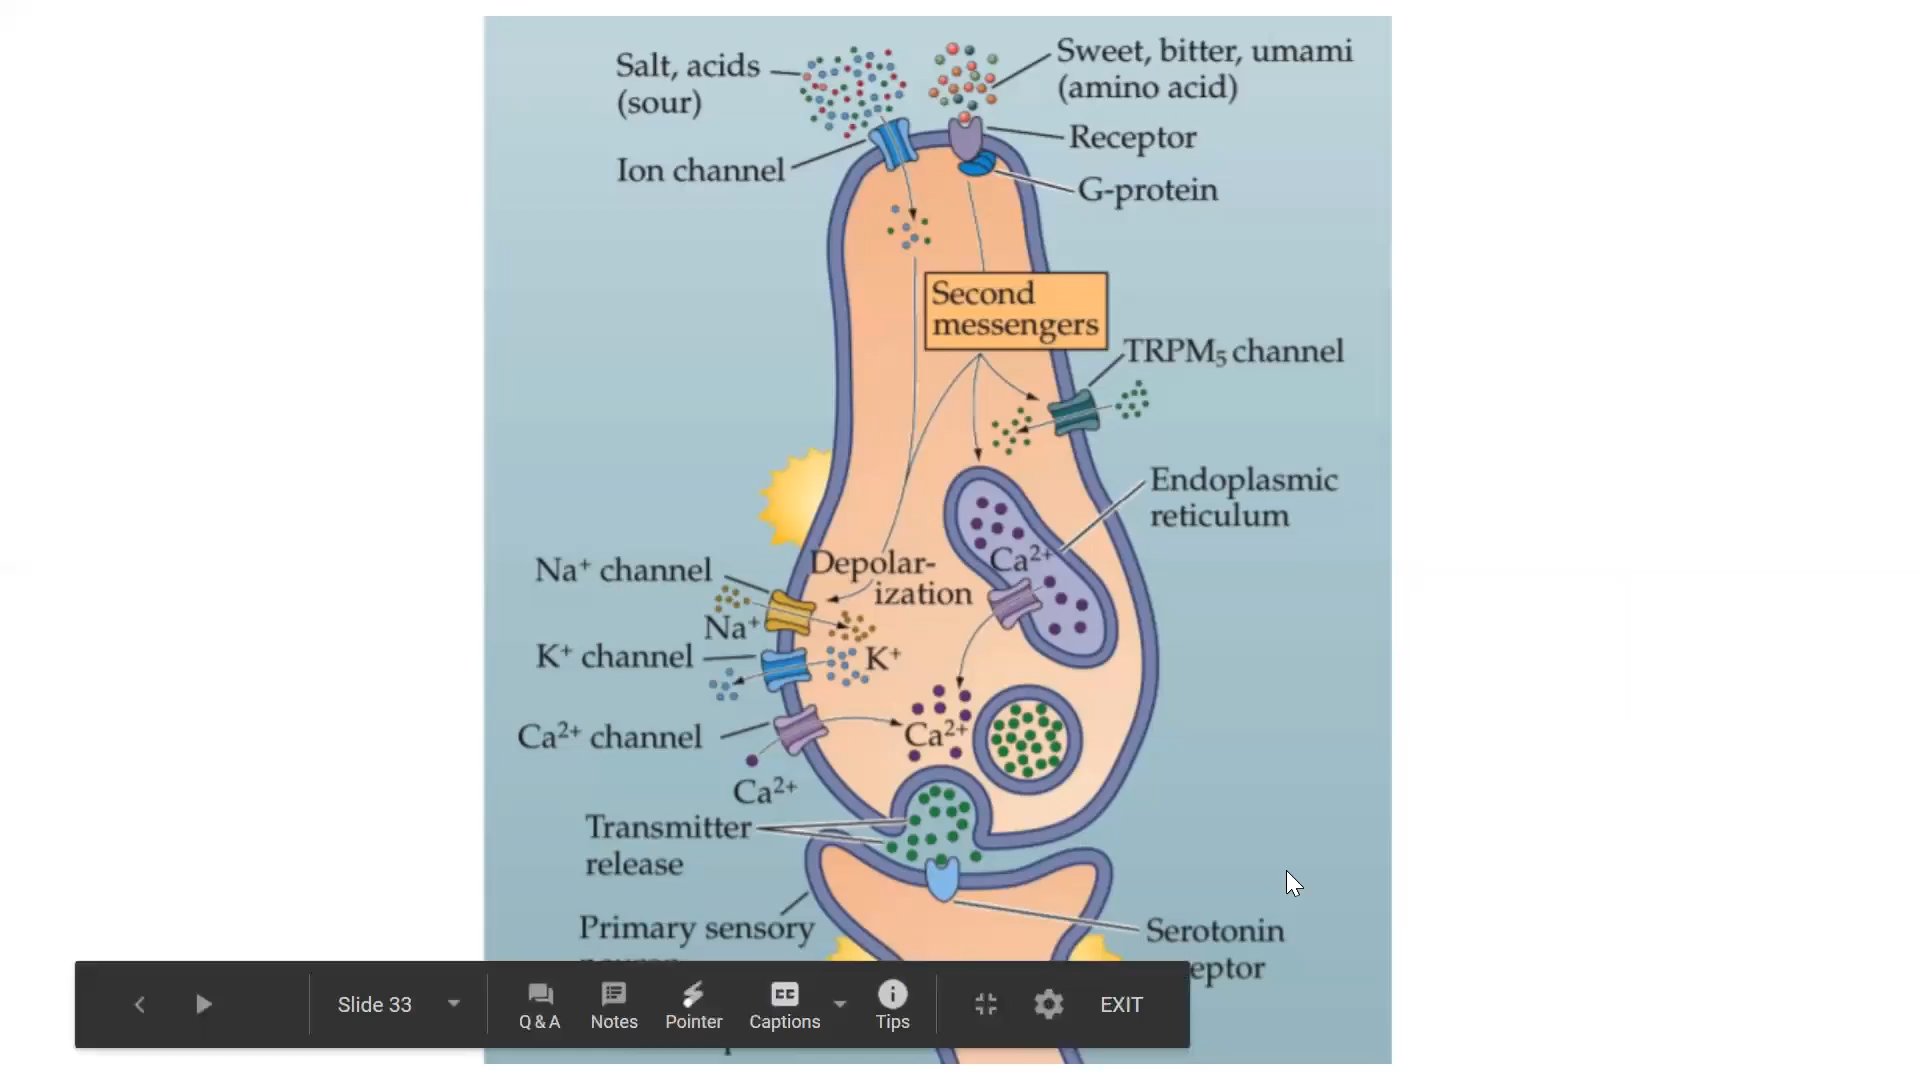 Salt, acids
(sour)
Sweet, bitter, umami
(amino acid)
Receptor
Ion channel
G-protein
Second
messengers
TRPM5 channel
Endoplasmic
reticulum
Ca2+
Depolar-
ization
Na+ channel
Na+
K+ channel
K+
Ca2+ channel
Ca2+
Ca2+
Transmitter
release
Primary sensory
Serotonin
eptor
Slide 33
Q & A
Notes
Pointer
CC
Captions
Tips
EXIT